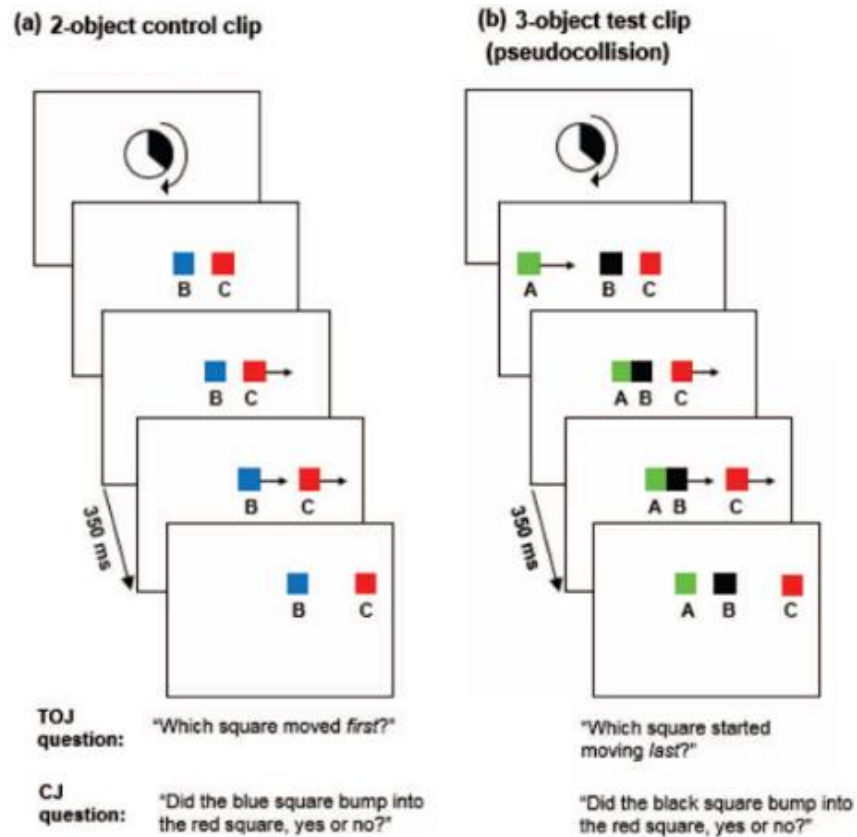 (a) 2-object control clip
B C
B C
B C
350 ms
B C
(b) 3-object test clip
(pseudocollision)
A B C
A B C
A B C
350 ms
A B C
TOJ
question:
"Which square moved first?"
"Which square started
moving last?"
CJ
question:
"Did the blue square bump into
the red square, yes or no?"
"Did the black square bump into
the red square, yes or no?"